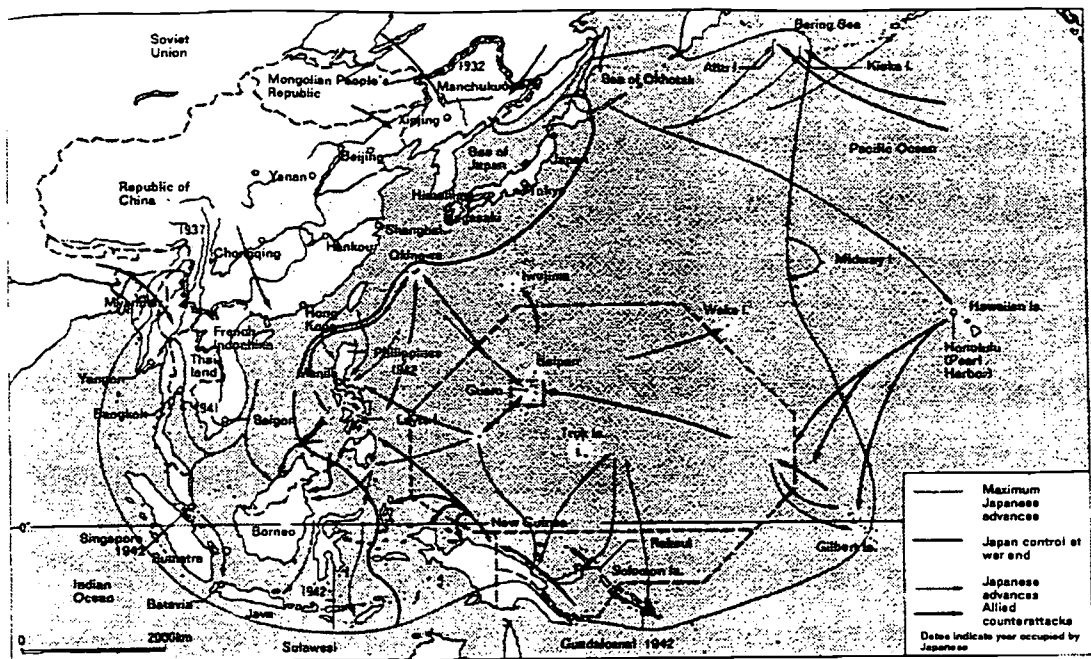 Soviet
Union
Mongolian People's
Republic
1932
Manchukuo
Sea of Okhotsk
Bering Sea
Attu I.
Kiska I.
Pacific Ocean
Xinjing
Beijing
Yanan
Sea of
Japan
Japan
Tokyo
Hiroshima
Nagasaki
Republic of
China
1937
Chongqing
Hankou
Shanghai
Okinawa
Iwojima
Midway I.
Wake I.
Hawaiian Is.
Honolulu
(Pearl
Harbor)
Myanmar
Hong
Kong
French
Indochina
Thai
land
Yangon
Bangkok
1941
Saigon
Philippines
1942
Manila
Leyte I.
Saipan
Guam
Truk Is.
0°
Singapore
1942
Sumatra
Borneo
New Guinea
Rabaul
Solomon Is.
Gilbert Is.
Indian
Ocean
Batavia
Java
1942
Sulawesi
Guadalcanal 1942
0 2000km
Maximum
Japanese
advances
Japan control at
war end
Japanese
advances
Allied
counterattacks
Dates indicate year occupied by
Japanese